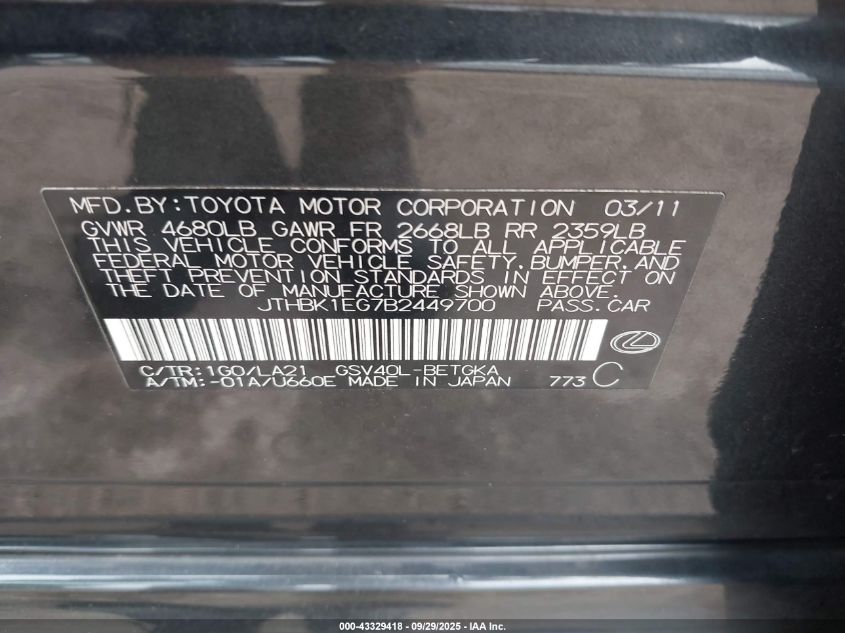 MFD.BY:TOYOTA MOTOR CORPORATION 03/11
GVWR 4680LB GAWR FR 2668LB RR 2359LB
THIS VEHICLE CONFORMS TO ALL APPLICABLE
FEDERAL MOTOR VEHICLE SAFETY,BUMPER,AND
THEFT PREVENTION STANDARDS IN EFFECT ON
THE DATE OF MANUFACTURE SHOWN ABOVE.
JTHBK1EG7B2449700 PASS.CAR
C/TR:1G0/LA21 GSV40L-BETGKA
A/TM:-01A/U660E MADE IN JAPAN 773 C
000-43329418 - 09/29/2025 - IAA Inc.